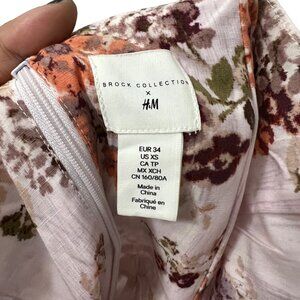 BROCK COLLECTION
X
H&M
EUR 34
US XS
CA TP
MX XCH
CN 160/80A
Made in
China
Fabriqué en
Chine